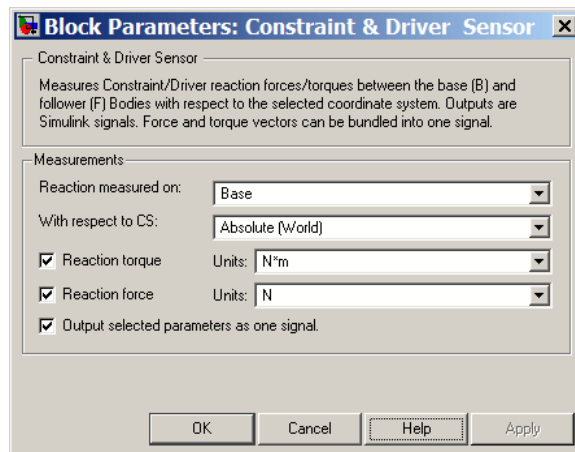 Block Parameters: Constraint & Driver Sensor
Constraint & Driver Sensor
Measures Constraint/Driver reaction forces/torques between the base (B) and
follower (F) Bodies with respect to the selected coordinate system. Outputs are
Simulink signals. Force and torque vectors can be bundled into one signal.
Measurements
Reaction measured on: Base
With respect to CS: Absolute (World)
Reaction torque Units: N*m
Reaction force Units: N
Output selected parameters as one signal.
OK Cancel Help Apply